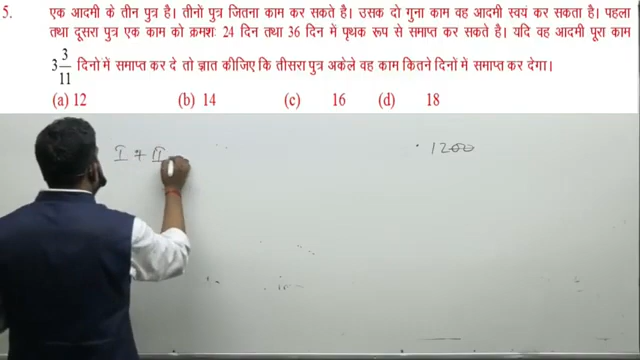 5. एक आदमी के तीन पुत्र है। तीनो पुत्र जितना काम कर सकते है। उसक दो गुना काम वह आदमी स्वयं कर सकता है। पहला
तथा दूसरा पुत्र एक काम को क्रमशः 24 दिन तथा 36 दिन में पृथक रूप से समाप्त कर सकते है। यदि वह आदमी पूरा काम
3 3/11 दिनों में समाप्त कर दे तो ज्ञात कीजिए कि तीसरा पुत्र अकेले वह काम कितने दिनों में समाप्त कर देगा।
(a) 12 (b) 14 (c) 16 (d) 18
I + II
1200